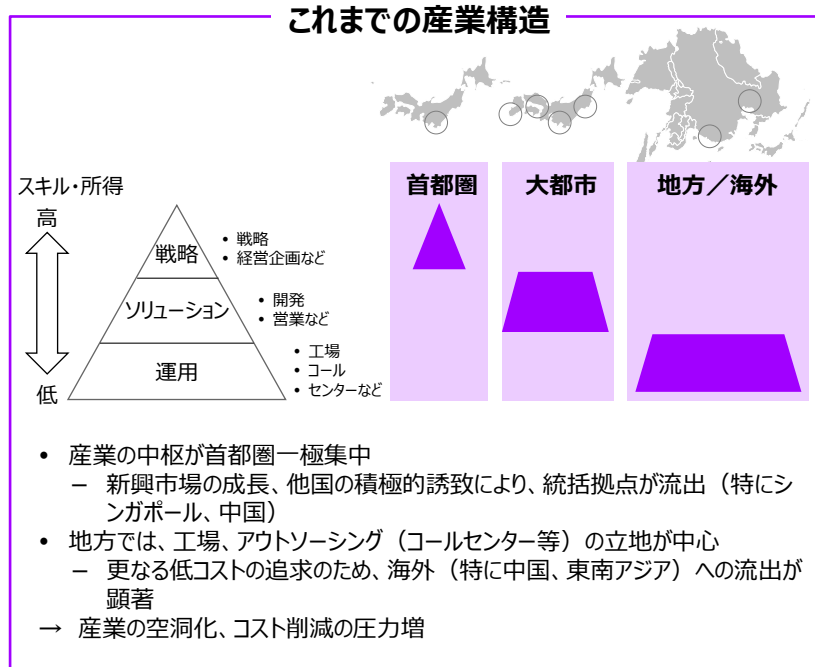 これまでの産業構造
首都圏
大都市
地方／海外
スキル・所得
高
低
戦略
• 戦略
• 経営企画など
ソリューション
• 開発
• 営業など
運用
• 工場
• コール
• センターなど
• 産業の中枢が首都圏一極集中
– 新興市場の成長、他国の積極的誘致により、統括拠点が流出（特にシ
ンガポール、中国）
• 地方では、工場、アウトソーシング（コールセンター等）の立地が中心
– 更なる低コストの追求のため、海外（特に中国、東南アジア）への流出が
顕著
→ 産業の空洞化、コスト削減の圧力増